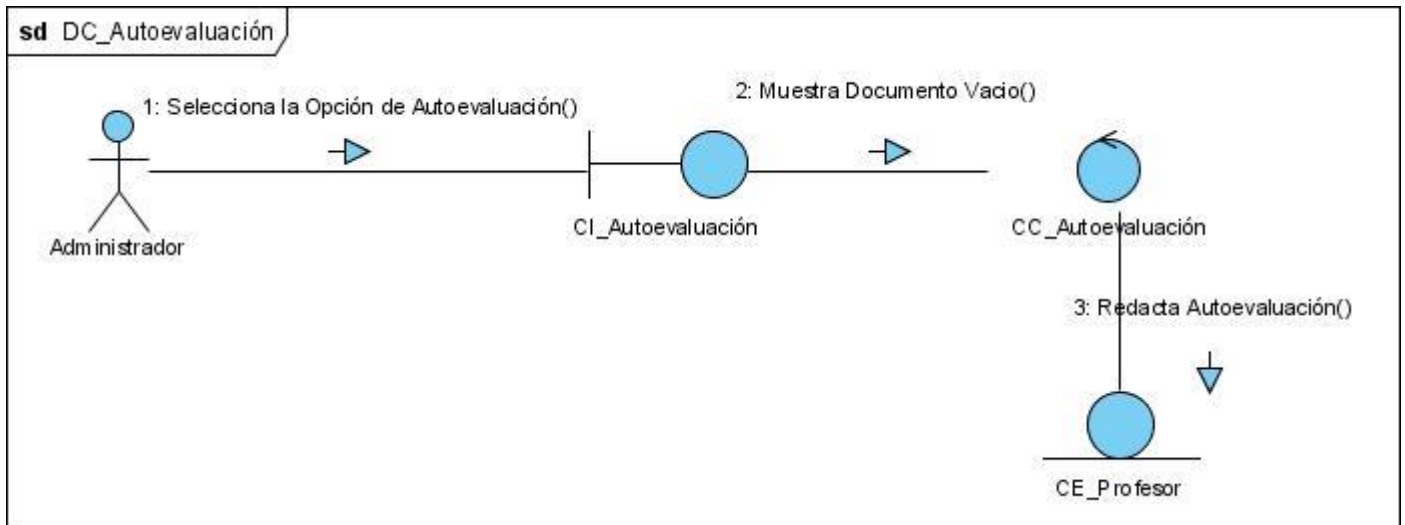 sd DC_Autoevaluación
1: Selecciona la Opción de Autoevaluación()
2: Muestra Documento Vacio()
Administrador
CI_Autoevaluación
CC_Autoevaluación
3: Redacta Autoevaluación()
CE_Profesor